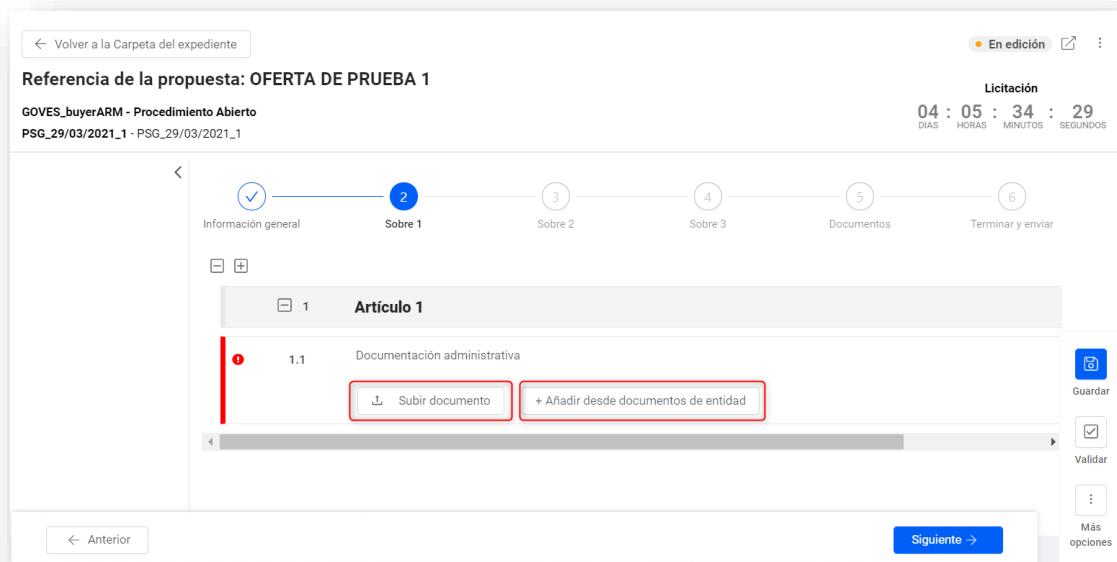 ← Volver a la Carpeta del expediente
En edición
Referencia de la propuesta: OFERTA DE PRUEBA 1
Licitación
GOVES_buyerARM - Procedimiento Abierto
04 : 05 : 34 : 29
DIAS HORAS MINUTOS SEGUNDOS
PSG_29/03/2021_1 - PSG_29/03/2021_1
2 3 4 5 6
Información general Sobre 1 Sobre 2 Sobre 3 Documentos Terminar y enviar
1 Artículo 1
1.1 Documentación administrativa
Subir documento + Añadir desde documentos de entidad
Guardar
Validar
Más opciones
← Anterior
Siguiente →